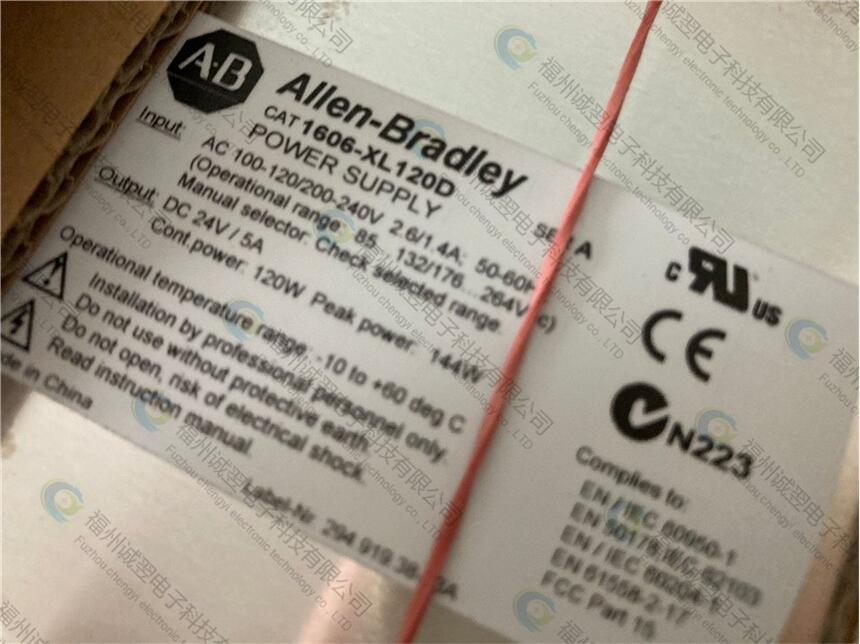 A-B
Allen-Bradley
CAT 1606-XL120D
POWER SUPPLY
SER A
Input:
AC 100-120/200-240V 2.6/1.4A; 50-60H
(Operational range: 85...132/176...264V
Manual selector: Check selected range.
Output:
DC 24V / 5A
Cont.power: 120W Peak power: 144W
Operational temperature range: -10 to +60 deg C
Installation by professional personnel only.
Do not use without protective earth.
Do not open, risk of electrical shock.
Read instruction manual.
de in China
Label-Nr. 294.919.38-
C UR US
CE
N223
Complies to:
EN / IEC 60950-1
EN 50178, IEC 62103
EN / IEC 60204-1
EN 61558-2-17
FCC Part 15
福州诚翌电子科技有限公司
Fuzhou chengyi electronic technology co., LTD